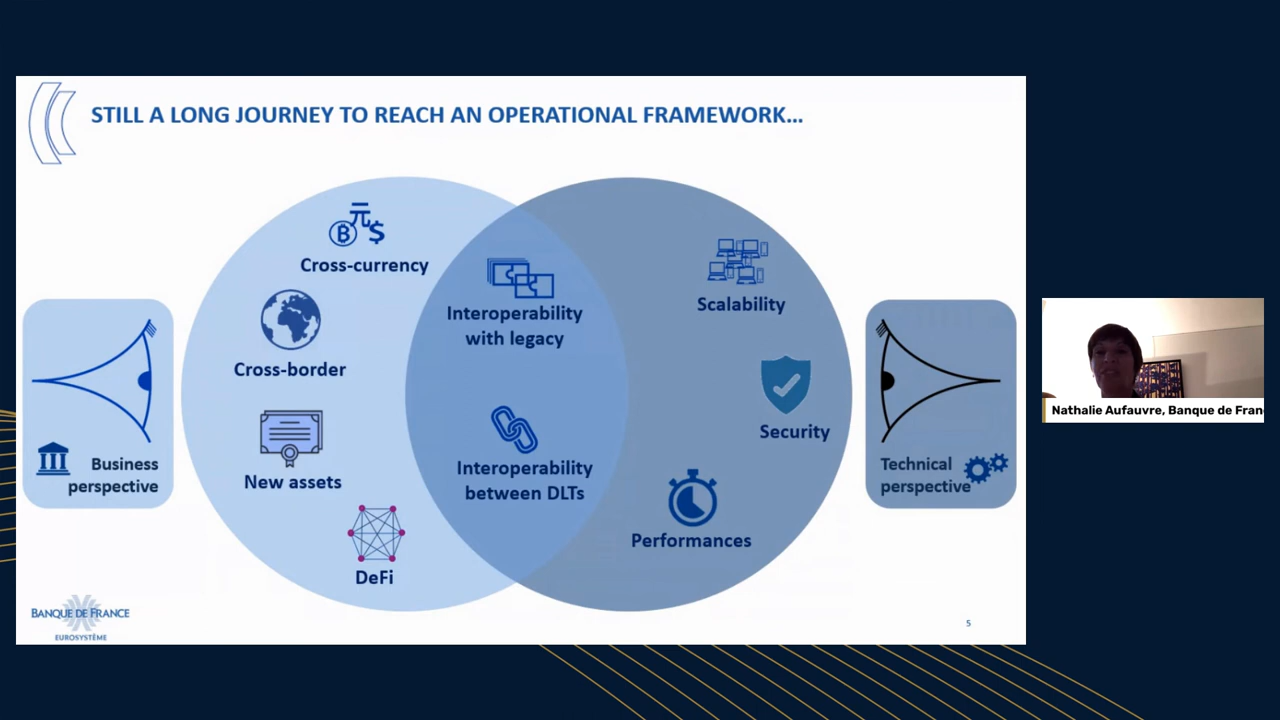 STILL A LONG JOURNEY TO REACH AN OPERATIONAL FRAMEWORK...
Cross-currency
Cross-border
New assets
DeFi
Interoperability
with legacy
Interoperability
between DLTs
Scalability
Security
Performances
Business
perspective
Technical
perspective
BANQUE DE FRANCE
EUROSYSTÈME
5
Nathalie Aufauvre, Banque de Fran